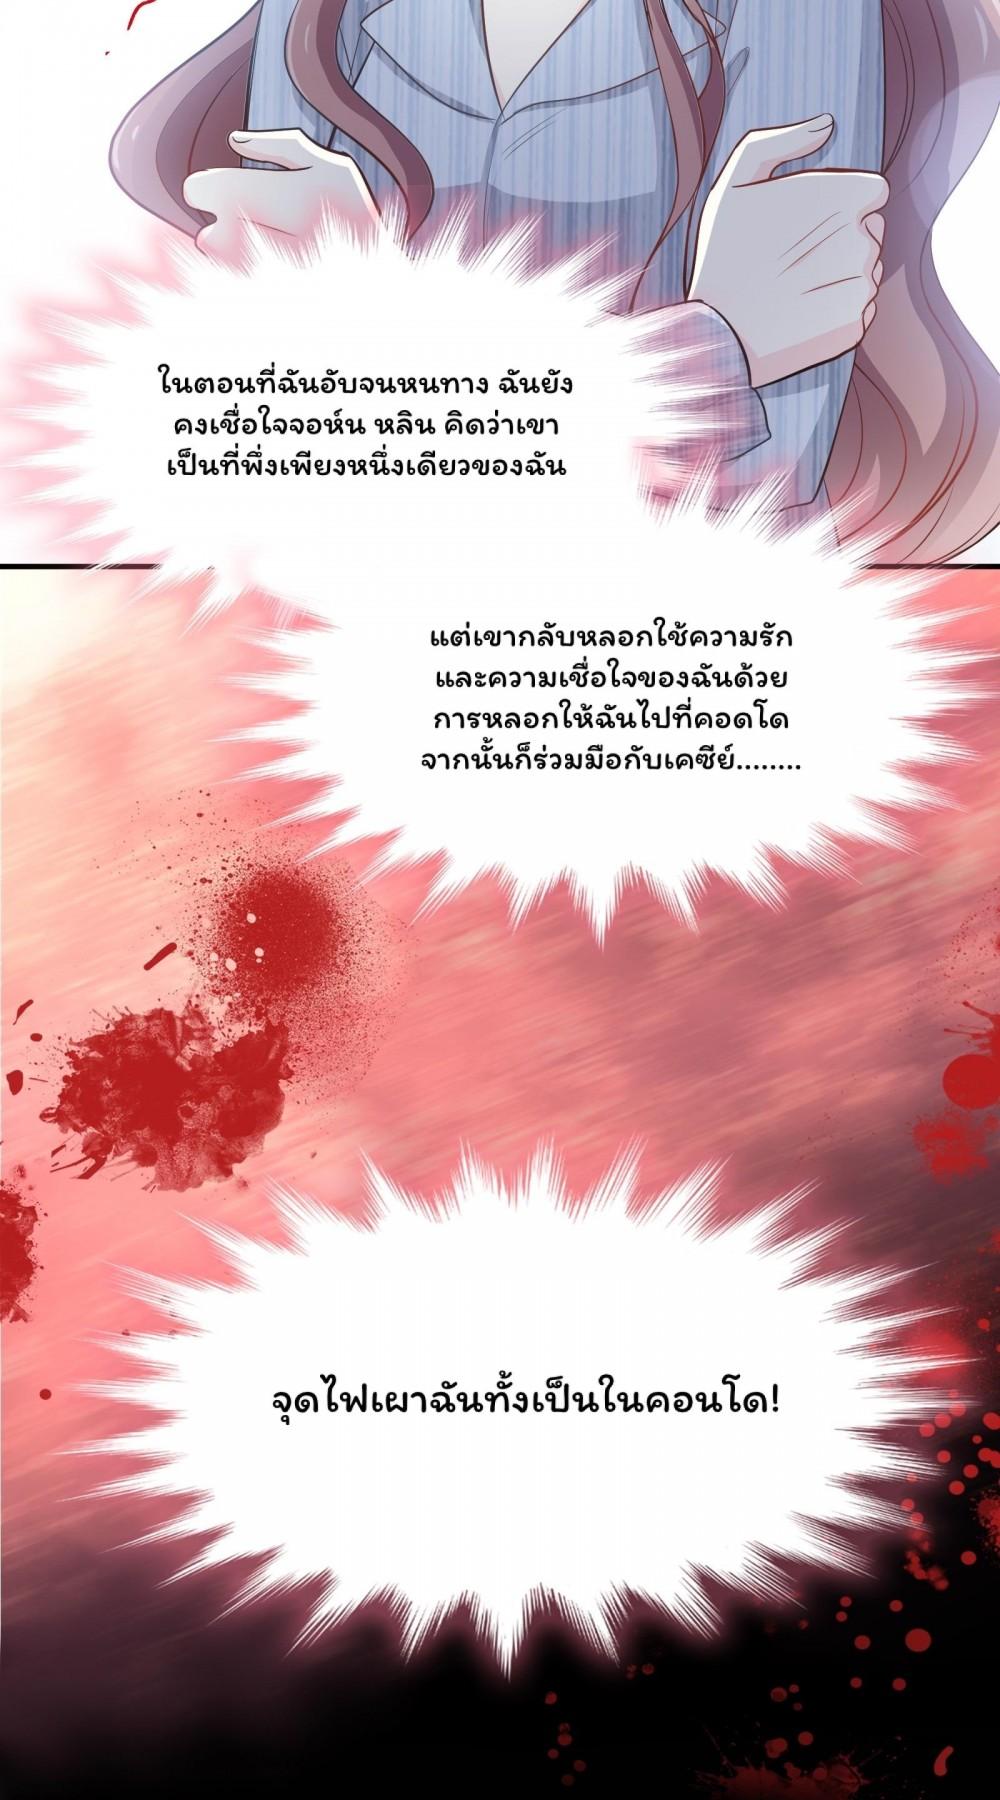 ในตอนที่ฉันอับจนหนทาง ฉันยัง
คงเชื่อใจจอห์น หลิน คิดว่าเขา
เป็นที่พึ่งเพียงหนึ่งเดียวของฉัน
แต่เขากลับหลอกใช้ความรัก
และความเชื่อใจของฉันด้วย
การหลอกให้ฉันไปที่คอดโด
จากนั้นก็ร่วมมือกับเคซีย์........
จุดไฟเผาฉันทั้งเป็นในคอนโด!